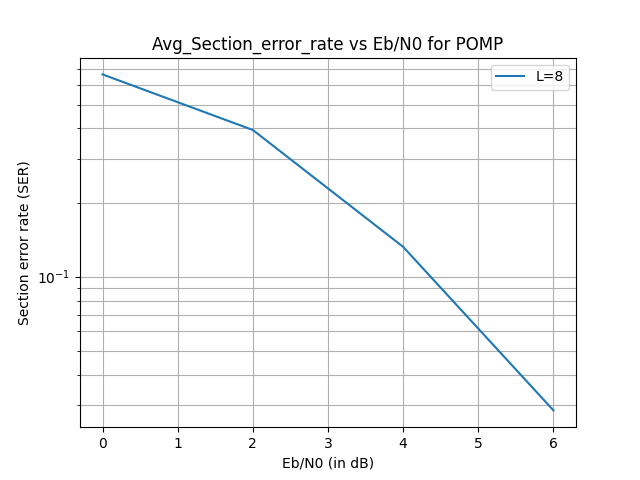 Avg_Section_error_rate vs Eb/N0 for POMP
L=8
Section error rate (SER)
10⁻¹
0 1 2 3 4 5 6
Eb/N0 (in dB)